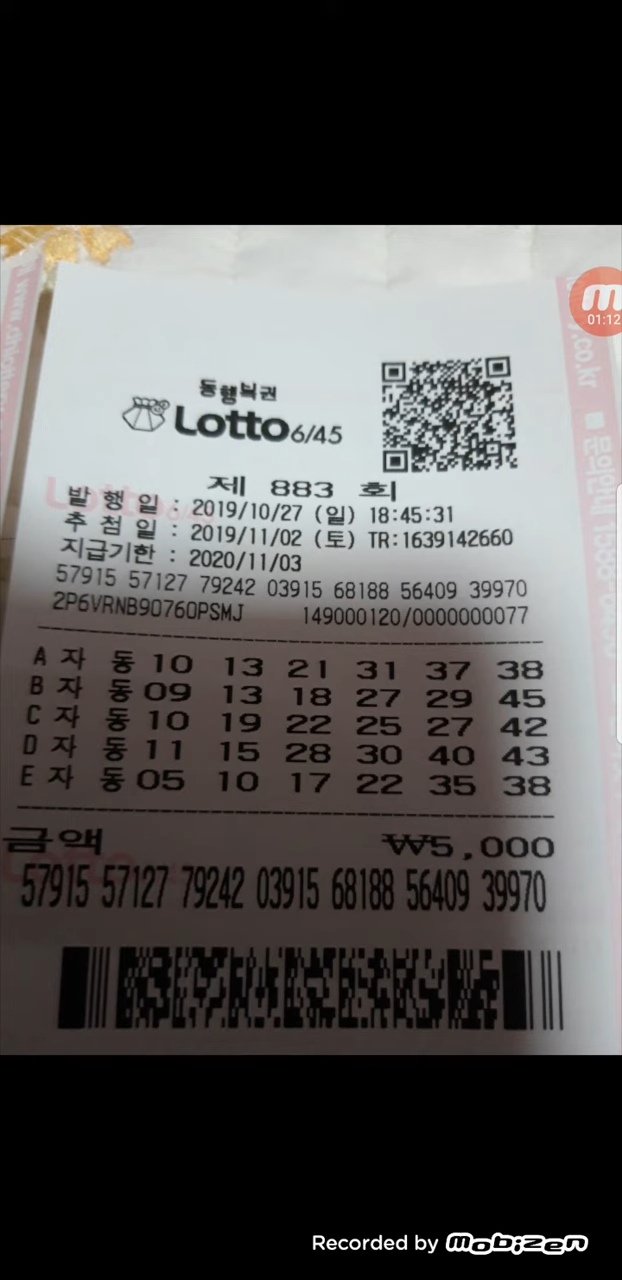 01:12
동행복권
Lotto 6/45
제 883 회
발 행 일 : 2019/10/27 (일) 18:45:31
추 첨 일 : 2019/11/02 (토) TR:1639142660
지급기한 : 2020/11/03
57915 57127 79242 03915 68188 56409 39970
2P6VRNB90760PSMJ 149000120/0000000077
A 자 동 10 13 21 31 37 38
B 자 동 09 13 18 27 29 45
C 자 동 10 19 22 25 27 42
D 자 동 11 15 28 30 40 43
E 자 동 05 10 17 22 35 38
금액 ₩5,000
57915 57127 79242 03915 68188 56409 39970
Recorded by Mobizen